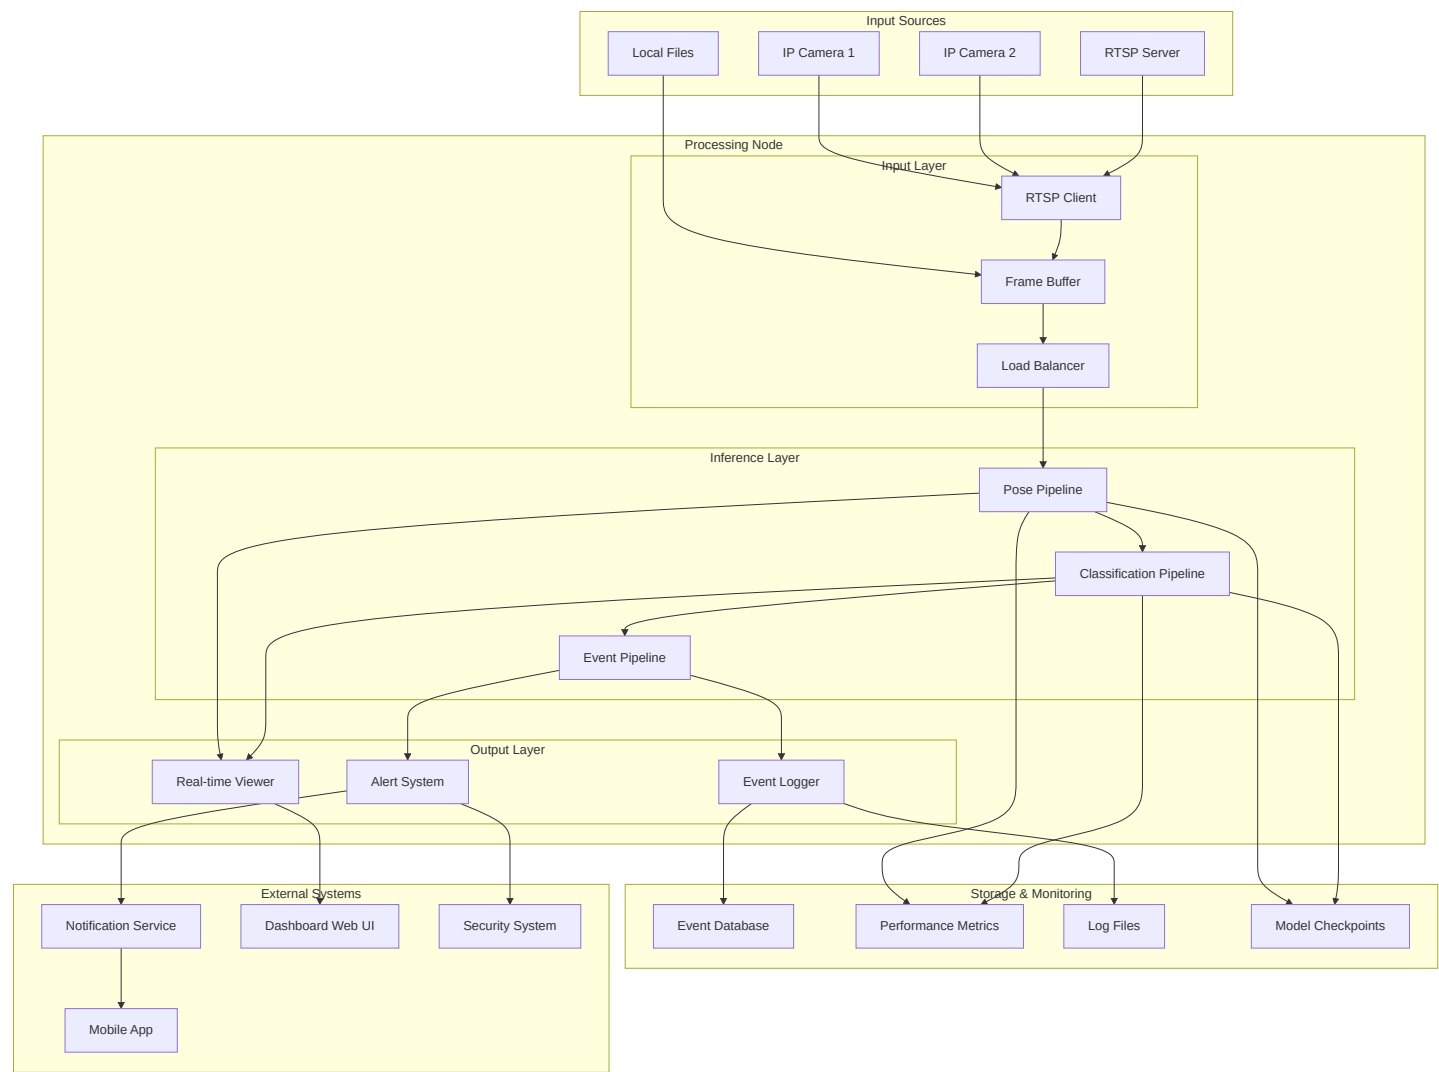 Input Sources
Local Files
IP Camera 1
IP Camera 2
RTSP Server
Processing Node
Input Layer
RTSP Client
Frame Buffer
Load Balancer
Inference Layer
Pose Pipeline
Classification Pipeline
Event Pipeline
Output Layer
Real-time Viewer
Alert System
Event Logger
External Systems
Notification Service
Dashboard Web UI
Security System
Mobile App
Storage & Monitoring
Event Database
Performance Metrics
Log Files
Model Checkpoints